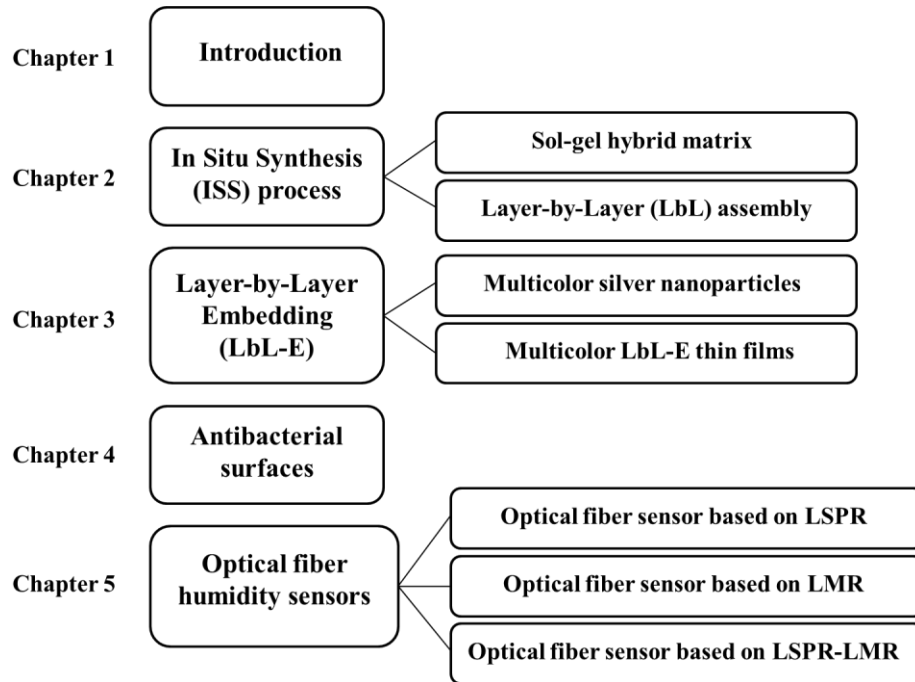 Chapter 1
Introduction
Chapter 2
In Situ Synthesis
(ISS) process
Sol-gel hybrid matrix
Layer-by-Layer (LbL) assembly
Chapter 3
Layer-by-Layer
Embedding
(LbL-E)
Multicolor silver nanoparticles
Multicolor LbL-E thin films
Chapter 4
Antibacterial
surfaces
Chapter 5
Optical fiber
humidity sensors
Optical fiber sensor based on LSPR
Optical fiber sensor based on LMR
Optical fiber sensor based on LSPR-LMR